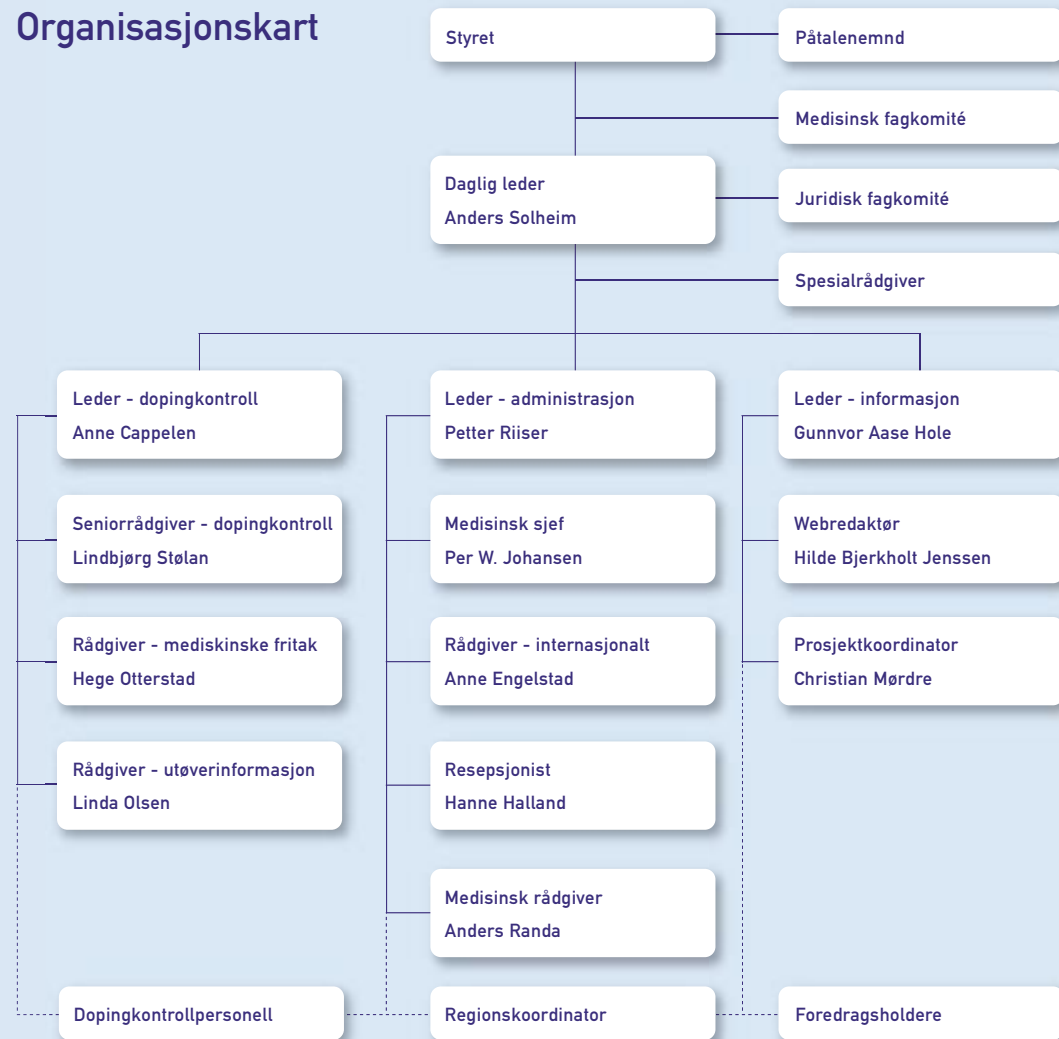 Organisasjonskart
Styret
Påtalenemnd
Medisinsk fagkomité
Daglig leder
Anders Solheim
Juridisk fagkomité
Spesialrådgiver
Leder - dopingkontroll
Anne Cappelen
Leder - administrasjon
Petter Riiser
Leder - informasjon
Gunnvor Aase Hole
Seniorrådgiver - dopingkontroll
Lindbjørg Stølan
Medisinsk sjef
Per W. Johansen
Webredaktør
Hilde Bjerkholt Jenssen
Rådgiver - mediskinske fritak
Hege Otterstad
Rådgiver - internasjonalt
Anne Engelstad
Prosjektkoordinator
Christian Mørdre
Rådgiver - utøverinformasjon
Linda Olsen
Resepsjonist
Hanne Halland
Medisinsk rådgiver
Anders Randa
Dopingkontrollpersonell
Regionskoordinator
Foredragsholdere